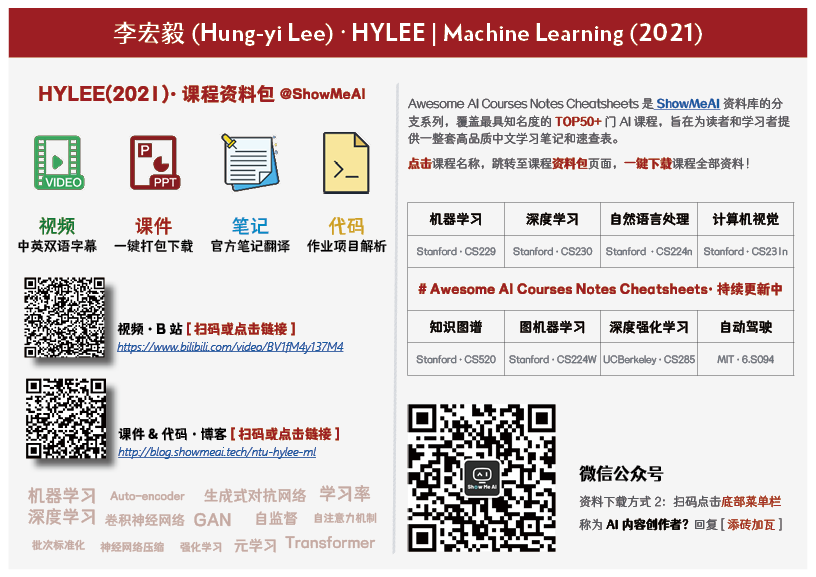 李宏毅 (Hung-yi Lee) · HYLEE | Machine Learning (2021)
HYLEE(2021)· 课程资料包 @ShowMeAI
VIDEO
P
PPT
>_
视频
课件
笔记
代码
中英双语字幕
一键打包下载
官方笔记翻译
作业项目解析
视频 · B 站 [ 扫码或点击链接 ]
https://www.bilibili.com/video/BV1fM4y137M4
课件 & 代码 · 博客 [ 扫码或点击链接 ]
http://blog.showmeai.tech/ntu-hylee-ml
机器学习 Auto-encoder 生成式对抗网络 学习率
深度学习 卷积神经网络 GAN 自监督 自注意力机制
批次标准化 神经网络压缩 强化学习 元学习 Transformer
Awesome AI Courses Notes Cheatsheets 是 ShowMeAI 资料库的分
支系列，覆盖最具知名度的 TOP50+ 门 AI 课程，旨在为读者和学习者提
供一整套高品质中文学习笔记和速查表。
点击课程名称，跳转至课程资料包页面，一键下载课程全部资料！
机器学习 深度学习 自然语言处理 计算机视觉
Stanford · CS229 Stanford · CS230 Stanford · CS224n Stanford · CS231n
# Awesome AI Courses Notes Cheatsheets· 持续更新中
知识图谱 图机器学习 深度强化学习 自动驾驶
Stanford · CS520 Stanford · CS224W UCBerkeley · CS285 MIT · 6.S094
AI
Show Me AI
微信公众号
资料下载方式 2：扫码点击底部菜单栏
称为 AI 内容创作者？回复 [ 添砖加瓦 ]